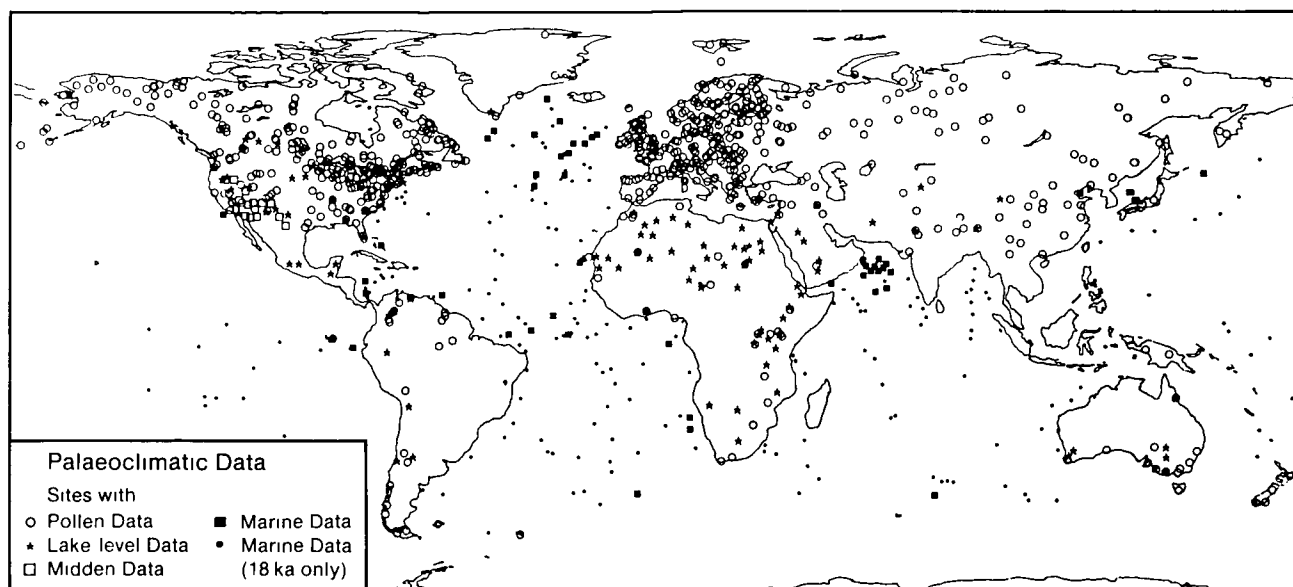 Palaeoclimatic Data
Sites with
Pollen Data
Lake level Data
Midden Data
Marine Data
Marine Data
(18 ka only)